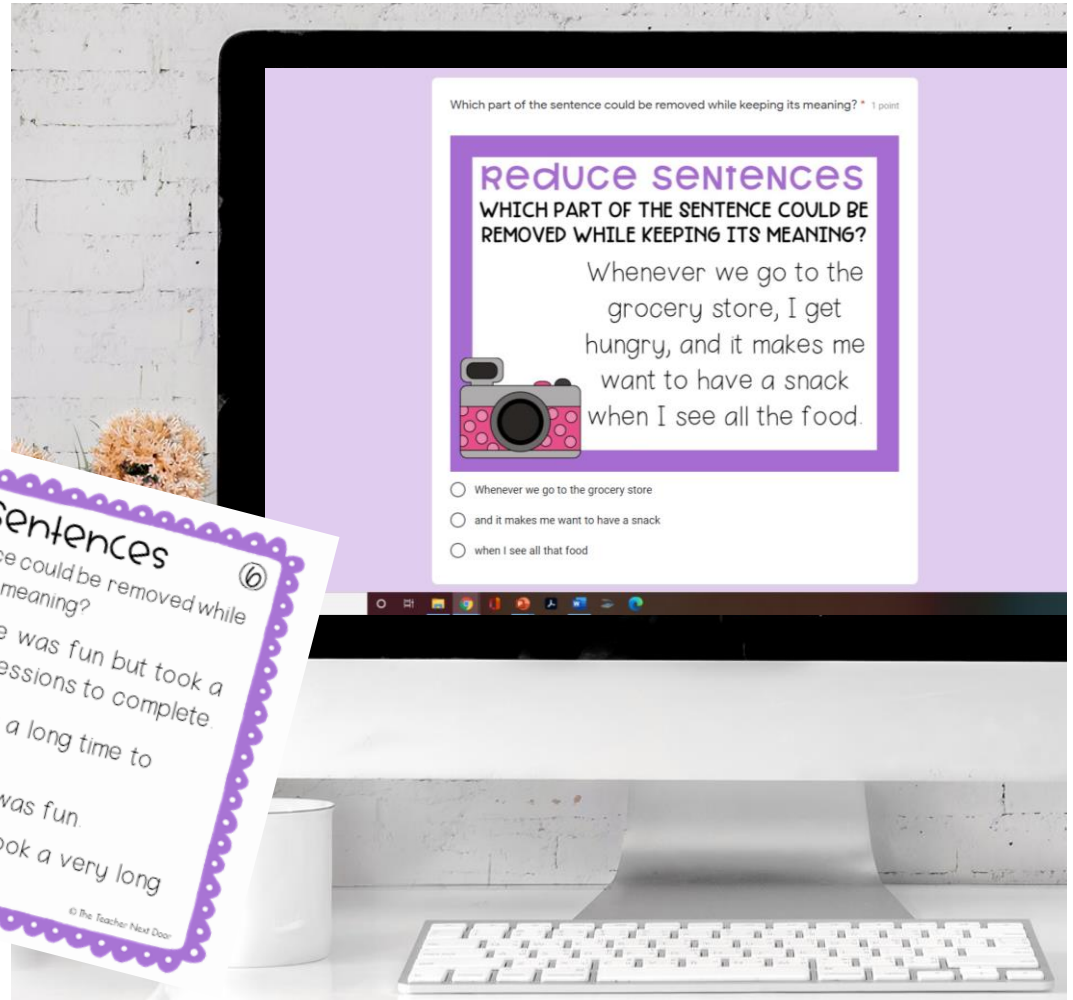 Which part of the sentence could be removed while keeping its meaning? * 1 point
Reduce Sentences
WHICH PART OF THE SENTENCE COULD BE
REMOVED WHILE KEEPING ITS MEANING?
Whenever we go to the
grocery store, I get
hungry, and it makes me
want to have a snack
when I see all the food.
Whenever we go to the grocery store
and it makes me want to have a snack
when I see all that food
Sentences
6
could be removed while
meaning?
was fun but took a
to complete.
a long time to
was fun.
a very long
© The Teacher Next Door